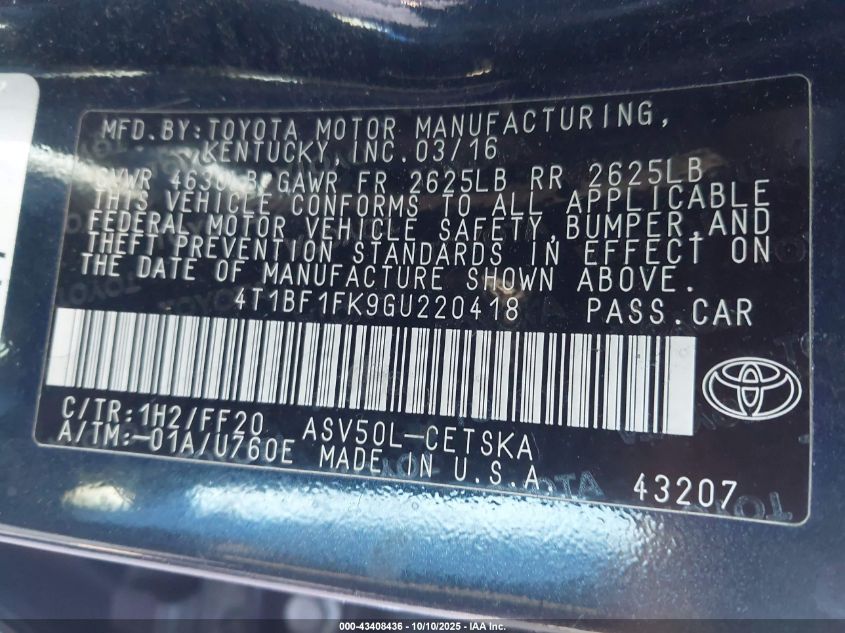 MFD.BY:TOYOTA MOTOR MANUFACTURING,
KENTUCKY, INC.03/16
GVWR 4630LB GAWR FR 2625LB RR 2625LB
THIS VEHICLE CONFORMS TO ALL APPLICABLE
FEDERAL MOTOR VEHICLE SAFETY,BUMPER,AND
THEFT PREVENTION STANDARDS IN EFFECT ON
THE DATE OF MANUFACTURE SHOWN ABOVE.
4T1BF1FK9GU220418 PASS.CAR
C/TR:1H2/FF20 ASV50L-CETSKA
A/TM:-01A/U760E MADE IN U.S.A.
43207
000-43408436 - 10/10/2025 - IAA Inc.